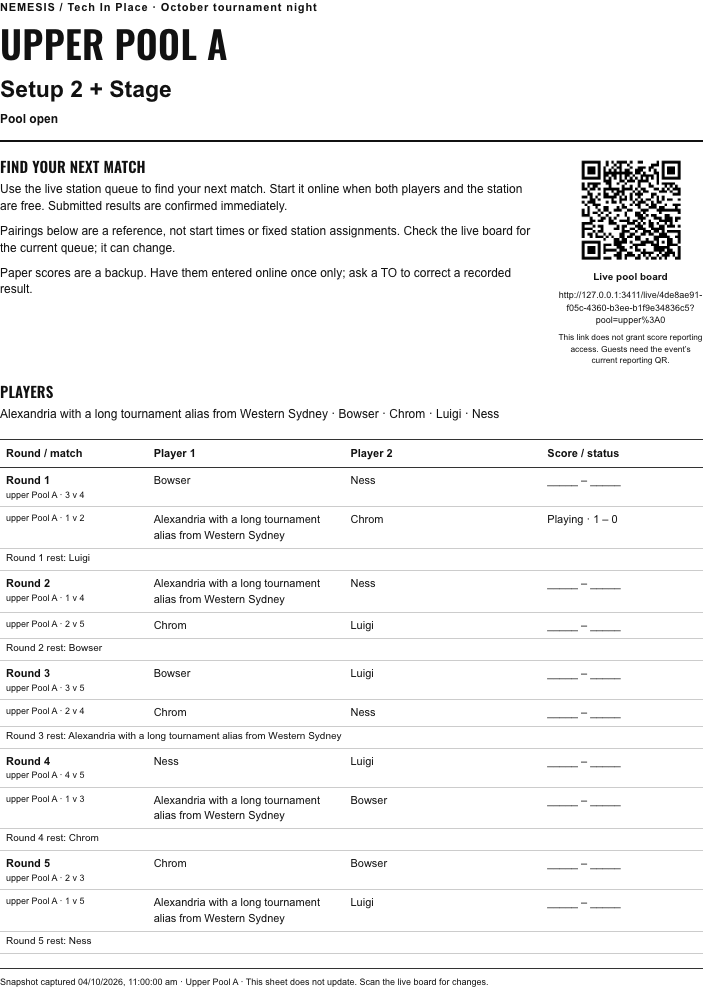 NEMESIS / Tech In Place · October tournament night
UPPER POOL A
Setup 2 + Stage
Pool open
FIND YOUR NEXT MATCH
Use the live station queue to find your next match. Start it online when both players and the station
are free. Submitted results are confirmed immediately.
Pairings below are a reference, not start times or fixed station assignments. Check the live board for
the current queue; it can change.
Paper scores are a backup. Have them entered online once only; ask a TO to correct a recorded
result.
Live pool board
http://127.0.0.1:3411/live/4de8ae91-
f05c-4360-b3ee-b1f9e34836c5?
pool=upper%3A0
This link does not grant score reporting
access. Guests need the event's
current reporting QR.
PLAYERS
Alexandria with a long tournament alias from Western Sydney · Bowser · Chrom · Luigi · Ness
Round / match Player 1 Player 2 Score / status
Round 1 Bowser Ness _____ – _____
upper Pool A · 3 v 4
upper Pool A · 1 v 2 Alexandria with a long tournament Chrom Playing · 1 – 0
alias from Western Sydney
Round 1 rest: Luigi
Round 2 Alexandria with a long tournament Ness _____ – _____
upper Pool A · 1 v 4 alias from Western Sydney
upper Pool A · 2 v 5 Chrom Luigi _____ – _____
Round 2 rest: Bowser
Round 3 Bowser Luigi _____ – _____
upper Pool A · 3 v 5
upper Pool A · 2 v 4 Chrom Ness _____ – _____
Round 3 rest: Alexandria with a long tournament alias from Western Sydney
Round 4 Ness Luigi _____ – _____
upper Pool A · 4 v 5
upper Pool A · 1 v 3 Alexandria with a long tournament Bowser _____ – _____
alias from Western Sydney
Round 4 rest: Chrom
Round 5 Chrom Bowser _____ – _____
upper Pool A · 2 v 3
upper Pool A · 1 v 5 Alexandria with a long tournament Luigi _____ – _____
alias from Western Sydney
Round 5 rest: Ness
Snapshot captured 04/10/2026, 11:00:00 am · Upper Pool A · This sheet does not update. Scan the live board for changes.